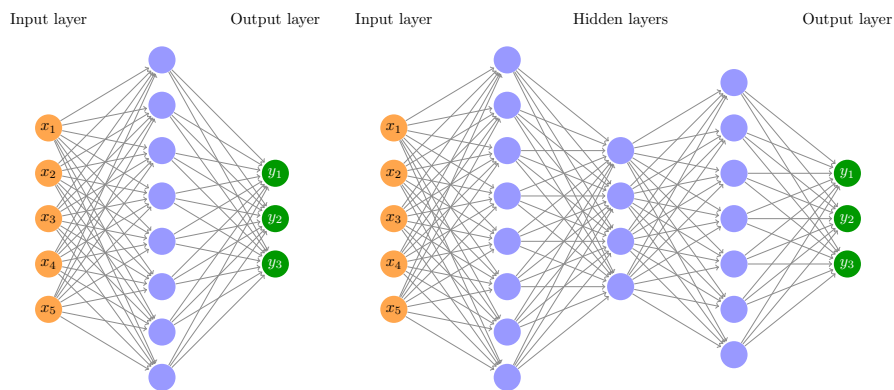 Input layer Output layer
x1
x2
x3
x4
x5
y1
y2
y3
Input layer Hidden layers Output layer
x1
x2
x3
x4
x5
y1
y2
y3